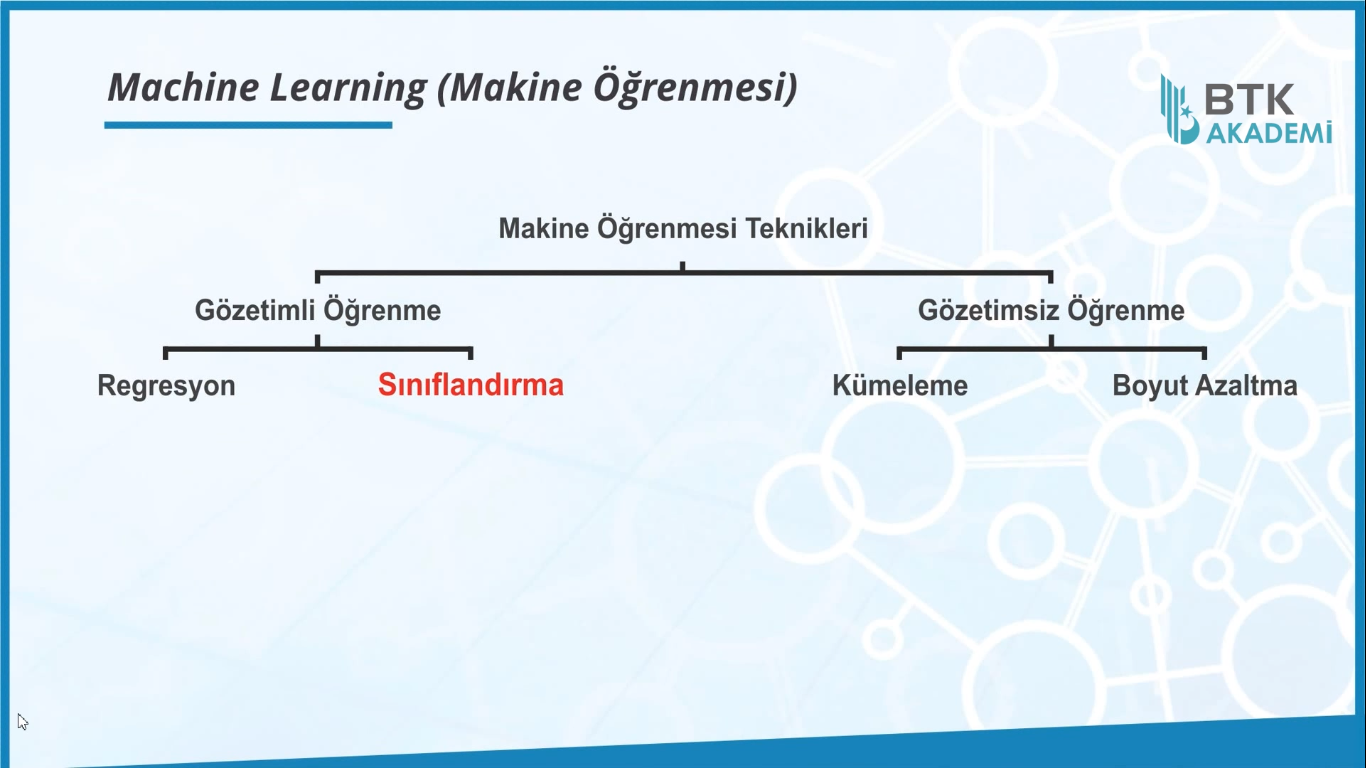 Machine Learning (Makine Öğrenmesi)
BTK
AKADEMİ
Makine Öğrenmesi Teknikleri
Gözetimli Öğrenme
Gözetimsiz Öğrenme
Regresyon
Sınıflandırma
Kümeleme
Boyut Azaltma